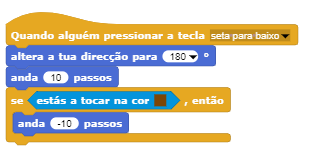 Quando alguém pressionar a tecla seta para baixo
altera a tua direcção para 180 º
anda 10 passos
se estás a tocar na cor , então
anda -10 passos